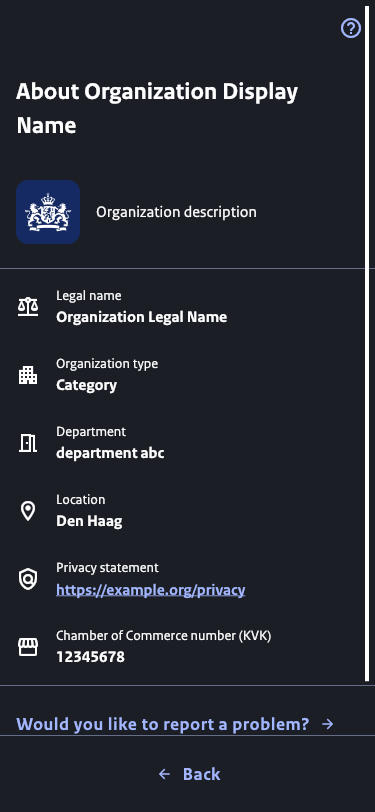 About Organization Display
Name
Organization description
Legal name
Organization Legal Name
Organization type
Category
Department
department abc
Location
Den Haag
Privacy statement
https://example.org/privacy
Chamber of Commerce number (KVK)
12345678
Would you like to report a problem?
Back